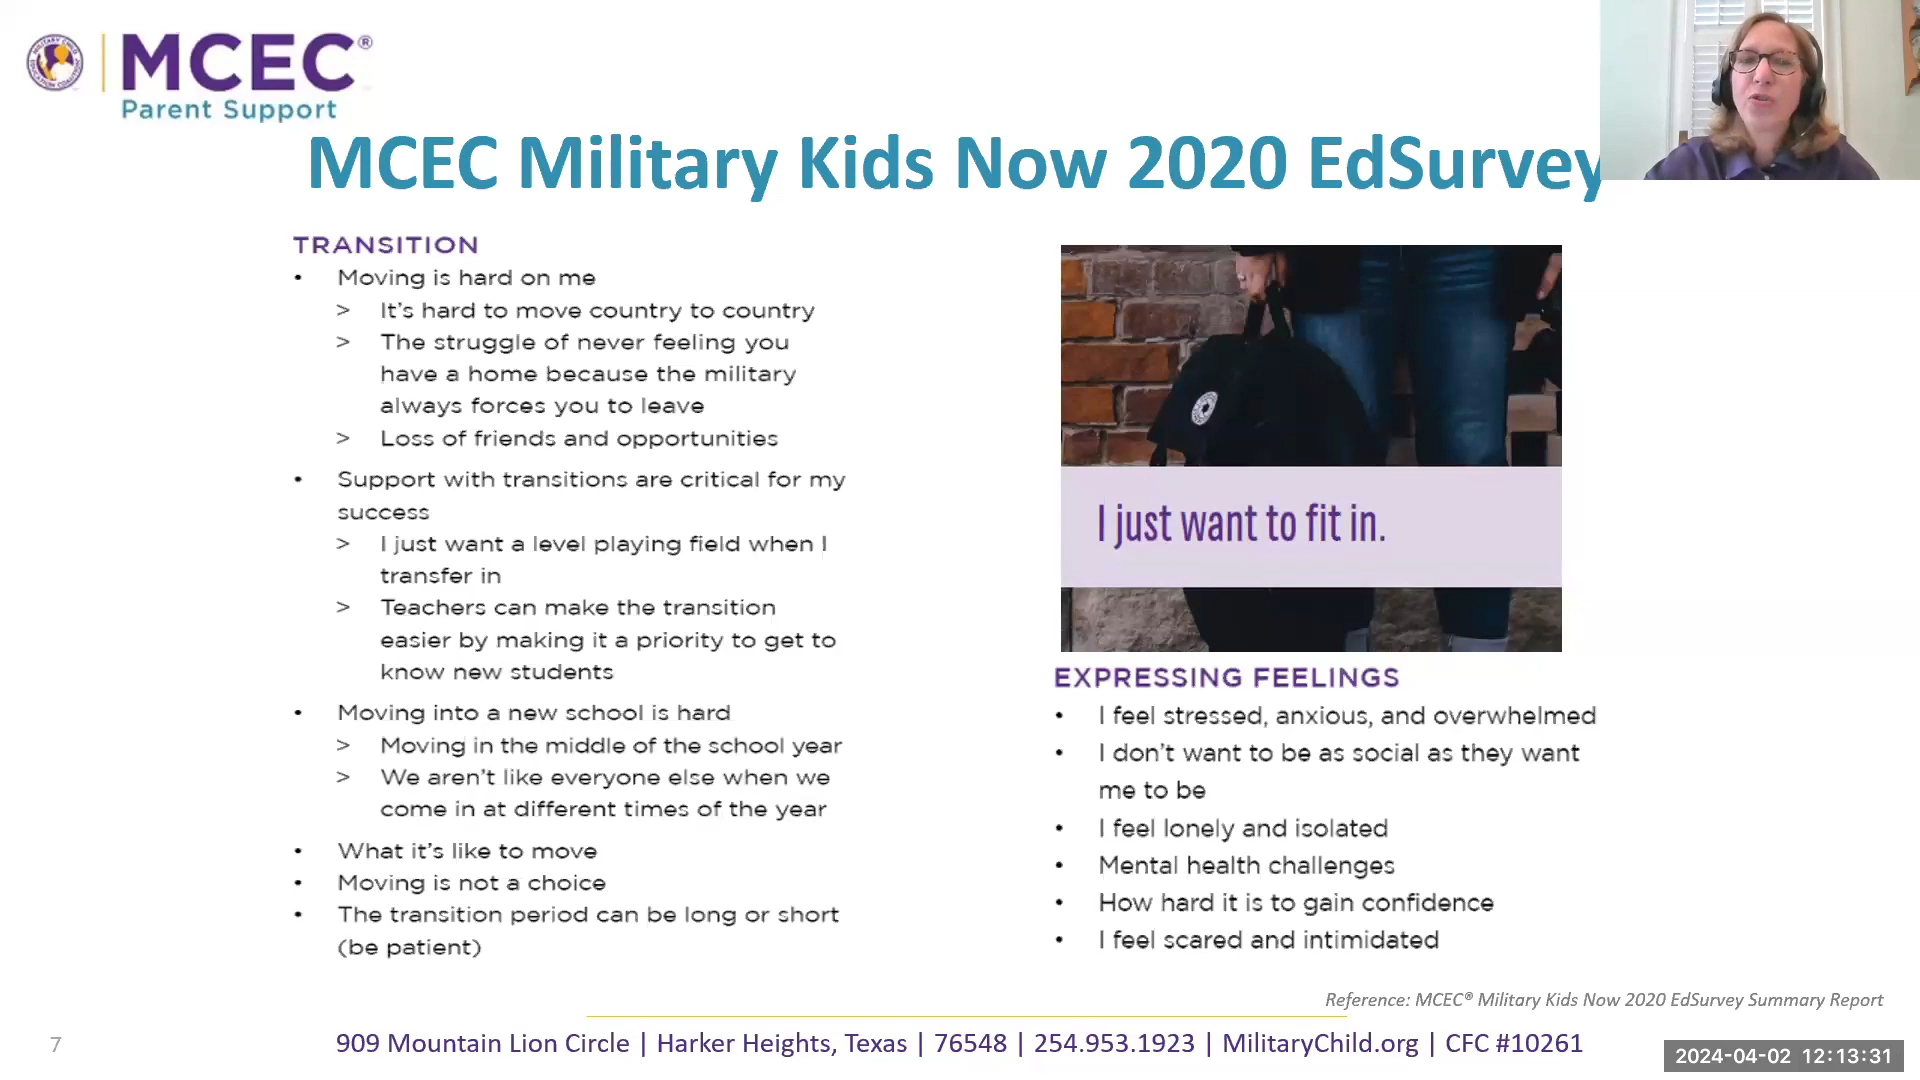 MCEC®
Parent Support
MCEC Military Kids Now 2020 EdSurvey
TRANSITION
• Moving is hard on me
> It's hard to move country to country
> The struggle of never feeling you
have a home because the military
always forces you to leave
> Loss of friends and opportunities
• Support with transitions are critical for my
success
> I just want a level playing field when I
transfer in
> Teachers can make the transition
easier by making it a priority to get to
know new students
• Moving into a new school is hard
> Moving in the middle of the school year
> We aren't like everyone else when we
come in at different times of the year
• What it's like to move
• Moving is not a choice
• The transition period can be long or short
(be patient)
I just want to fit in.
EXPRESSING FEELINGS
• I feel stressed, anxious, and overwhelmed
• I don't want to be as social as they want
me to be
• I feel lonely and isolated
• Mental health challenges
• How hard it is to gain confidence
• I feel scared and intimidated
Reference: MCEC® Military Kids Now 2020 EdSurvey Summary Report
7
909 Mountain Lion Circle | Harker Heights, Texas | 76548 | 254.953.1923 | MilitaryChild.org | CFC #10261
2024-04-02 12:13:31